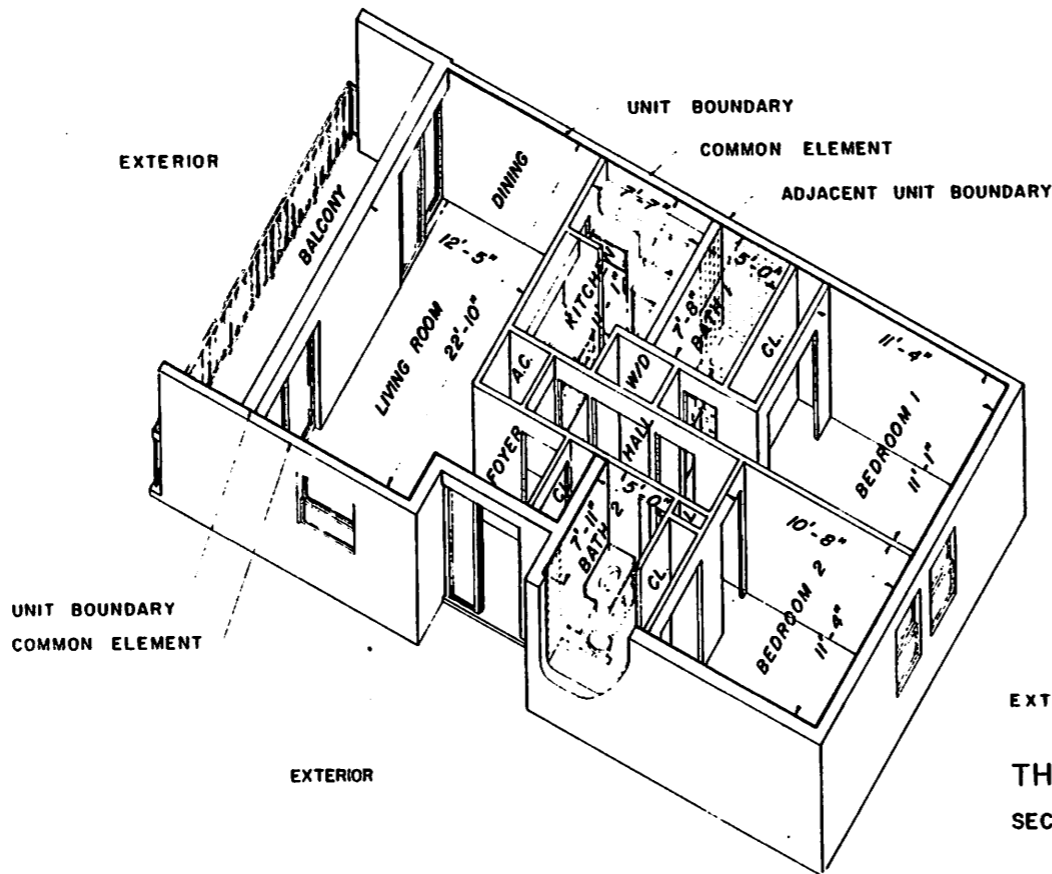 UNIT BOUNDARY
COMMON ELEMENT
ADJACENT UNIT BOUNDARY
EXTERIOR
BALCONY
DINING
12'-5"
LIVING ROOM
22'-10"
7'-7"
KITCHEN
5'-0"
7'-8"
BATH
CL.
A.C.
W/D
HALL
FOYER
CL.
11'-4"
BEDROOM 1
11'-1"
5'-0"
7'-11"
BATH 2
CL.
10'-8"
BEDROOM 2
11'-4"
UNIT BOUNDARY
COMMON ELEMENT
EXTERIOR
EXT
TH
SEC